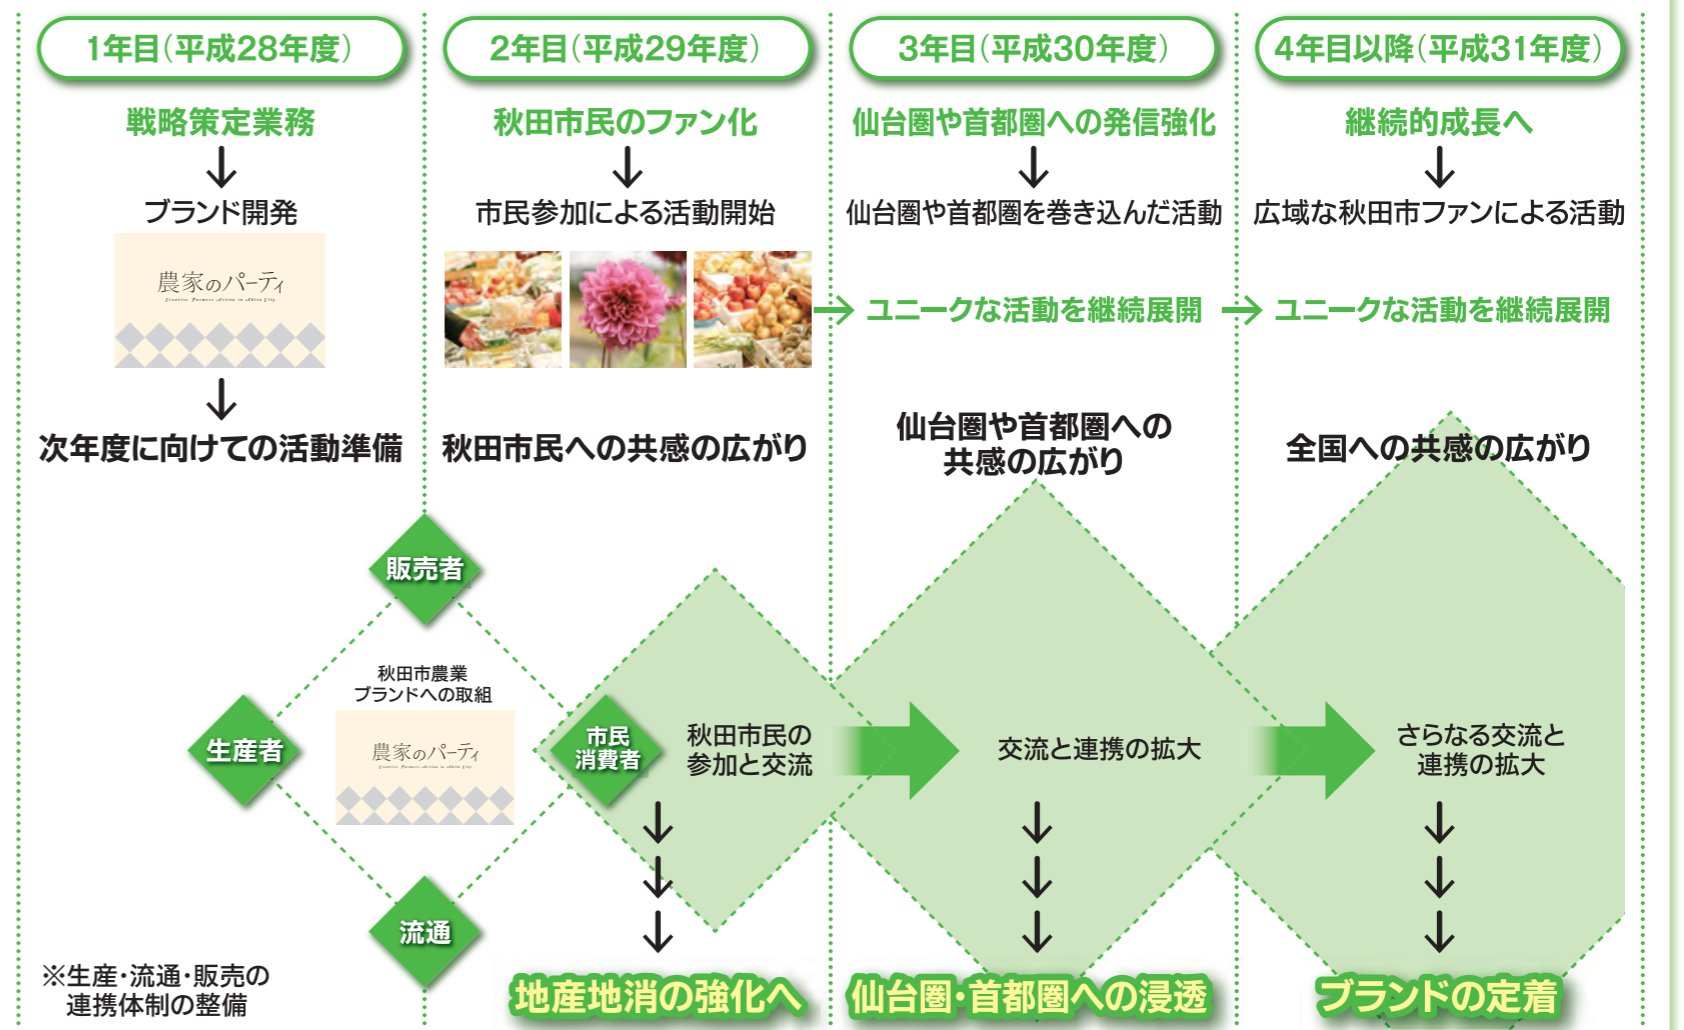 1年目(平成28年度)
戦略策定業務
ブランド開発
農家のパーティ
Creative Farmers Action in Akita City
次年度に向けての活動準備
2年目(平成29年度)
秋田市民のファン化
市民参加による活動開始
秋田市民への共感の広がり
3年目(平成30年度)
仙台圏や首都圏への発信強化
仙台圏や首都圏を巻き込んだ活動
ユニークな活動を継続展開
仙台圏や首都圏への
共感の広がり
4年目以降(平成31年度)
継続的成長へ
広域な秋田市ファンによる活動
ユニークな活動を継続展開
全国への共感の広がり
販売者
秋田市農業
ブランドへの取組
農家のパーティ
Creative Farmers Action in Akita City
生産者
市民
消費者
流通
秋田市民の
参加と交流
交流と連携の拡大
さらなる交流と
連携の拡大
※生産・流通・販売の
連携体制の整備
地産地消の強化へ
仙台圏・首都圏への浸透
ブランドの定着